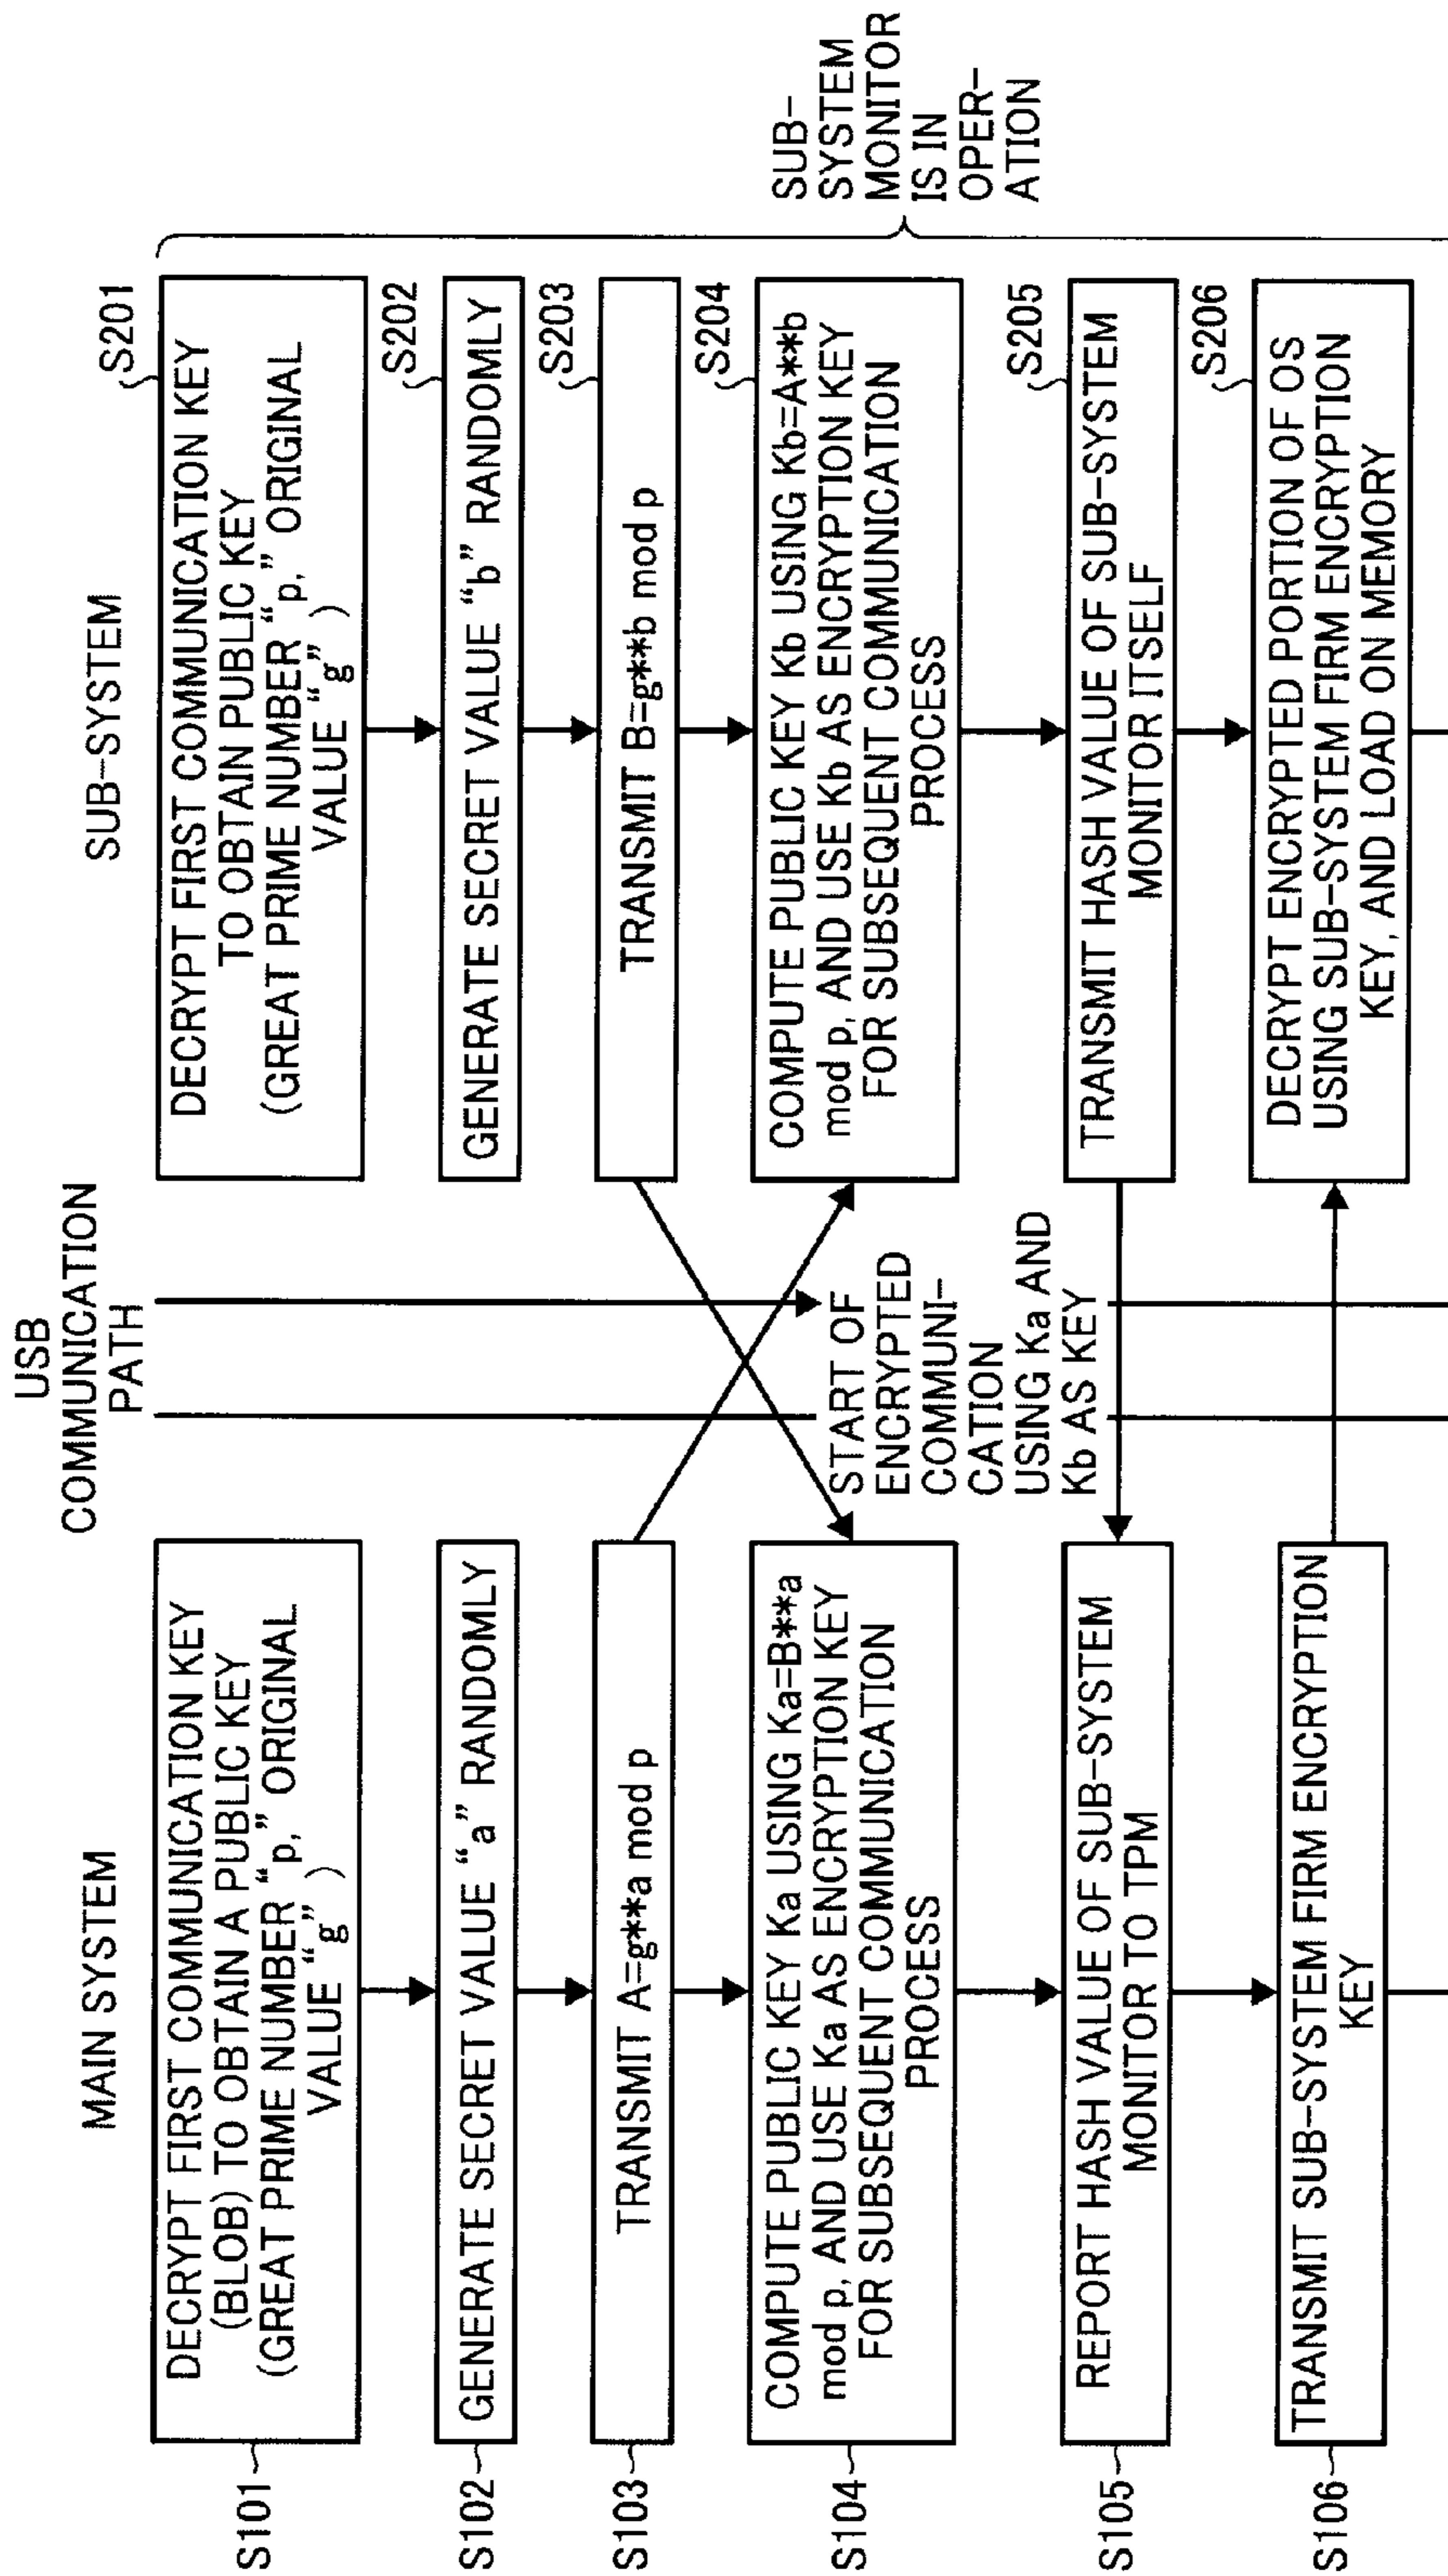 MAIN SYSTEM
USB
COMMUNICATION
PATH
SUB-SYSTEM
S101
DECRYPT FIRST COMMUNICATION KEY
(BLOB) TO OBTAIN A PUBLIC KEY
(GREAT PRIME NUMBER “p,” ORIGINAL
VALUE “g”)
S102
GENERATE SECRET VALUE “a” RANDOMLY
S103
TRANSMIT A=g**a mod p
S104
COMPUTE PUBLIC KEY Ka USING Ka=B**a
mod p, AND USE Ka AS ENCRYPTION KEY
FOR SUBSEQUENT COMMUNICATION
PROCESS
S105
REPORT HASH VALUE OF SUB-SYSTEM
MONITOR TO TPM
S106
TRANSMIT SUB-SYSTEM FIRM ENCRYPTION
KEY
START OF
ENCRYPTED
COMMUNI-
CATION
USING Ka AND
Kb AS KEY
S201
DECRYPT FIRST COMMUNICATION KEY
TO OBTAIN PUBLIC KEY
(GREAT PRIME NUMBER “p,” ORIGINAL
VALUE “g”)
S202
GENERATE SECRET VALUE “b” RANDOMLY
S203
TRANSMIT B=g**b mod p
S204
COMPUTE PUBLIC KEY Kb USING Kb=A**b
mod p, AND USE Kb AS ENCRYPTION KEY
FOR SUBSEQUENT COMMUNICATION
PROCESS
S205
TRANSMIT HASH VALUE OF SUB-SYSTEM
MONITOR ITSELF
S206
DECRYPT ENCRYPTED PORTION OF OS
USING SUB-SYSTEM FIRM ENCRYPTION
KEY, AND LOAD ON MEMORY
SUB-
SYSTEM
MONITOR
IS IN
OPER-
ATION